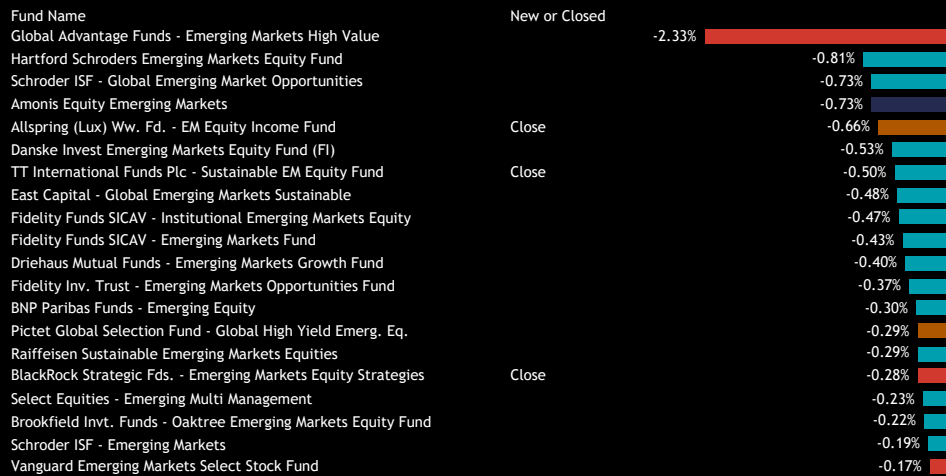 Fund Name New or Closed
Global Advantage Funds - Emerging Markets High Value -2.33%
Hartford Schroders Emerging Markets Equity Fund -0.81%
Schroder ISF - Global Emerging Market Opportunities -0.73%
Amonis Equity Emerging Markets -0.73%
Allspring (Lux) Ww. Fd. - EM Equity Income Fund Close -0.66%
Danske Invest Emerging Markets Equity Fund (FI) -0.53%
TT International Funds Plc - Sustainable EM Equity Fund Close -0.50%
East Capital - Global Emerging Markets Sustainable -0.48%
Fidelity Funds SICAV - Institutional Emerging Markets Equity -0.47%
Fidelity Funds SICAV - Emerging Markets Fund -0.43%
Driehaus Mutual Funds - Emerging Markets Growth Fund -0.40%
Fidelity Inv. Trust - Emerging Markets Opportunities Fund -0.37%
BNP Paribas Funds - Emerging Equity -0.30%
Pictet Global Selection Fund - Global High Yield Emerg. Eq. -0.29%
Raiffeisen Sustainable Emerging Markets Equities -0.29%
BlackRock Strategic Fds. - Emerging Markets Equity Strategies Close -0.28%
Select Equities - Emerging Multi Management -0.23%
Brookfield Invt. Funds - Oaktree Emerging Markets Equity Fund -0.22%
Schroder ISF - Emerging Markets -0.19%
Vanguard Emerging Markets Select Stock Fund -0.17%